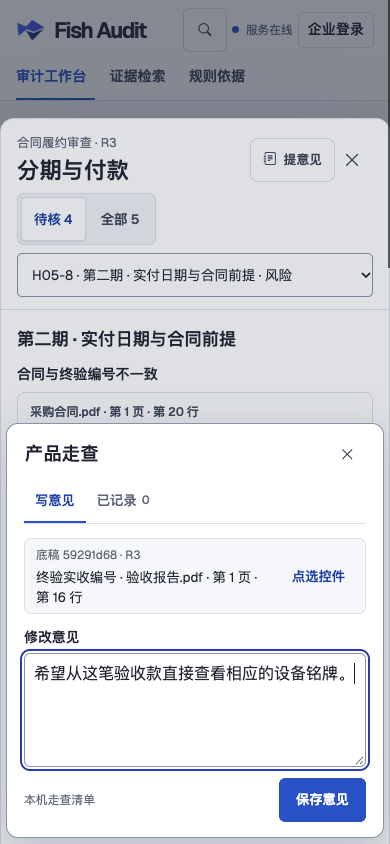 Fish Audit
服务在线
企业登录
审计工作台 证据检索 规则依据
合同履约审查 · R3
分期与付款
提意见
待核 4 全部 5
H05-8 · 第二期 · 实付日期与合同前提 · 风险
第二期 · 实付日期与合同前提
合同与终验编号不一致
采购合同.pdf · 第 1 页 · 第 20 行
产品走查
写意见 已记录 0
底稿 59291d68 · R3
终验实收编号 · 验收报告.pdf · 第 1 页 ·
第 16 行
点选控件
修改意见
希望从这笔验收款直接查看相应的设备铭牌。
本机走查清单
保存意见